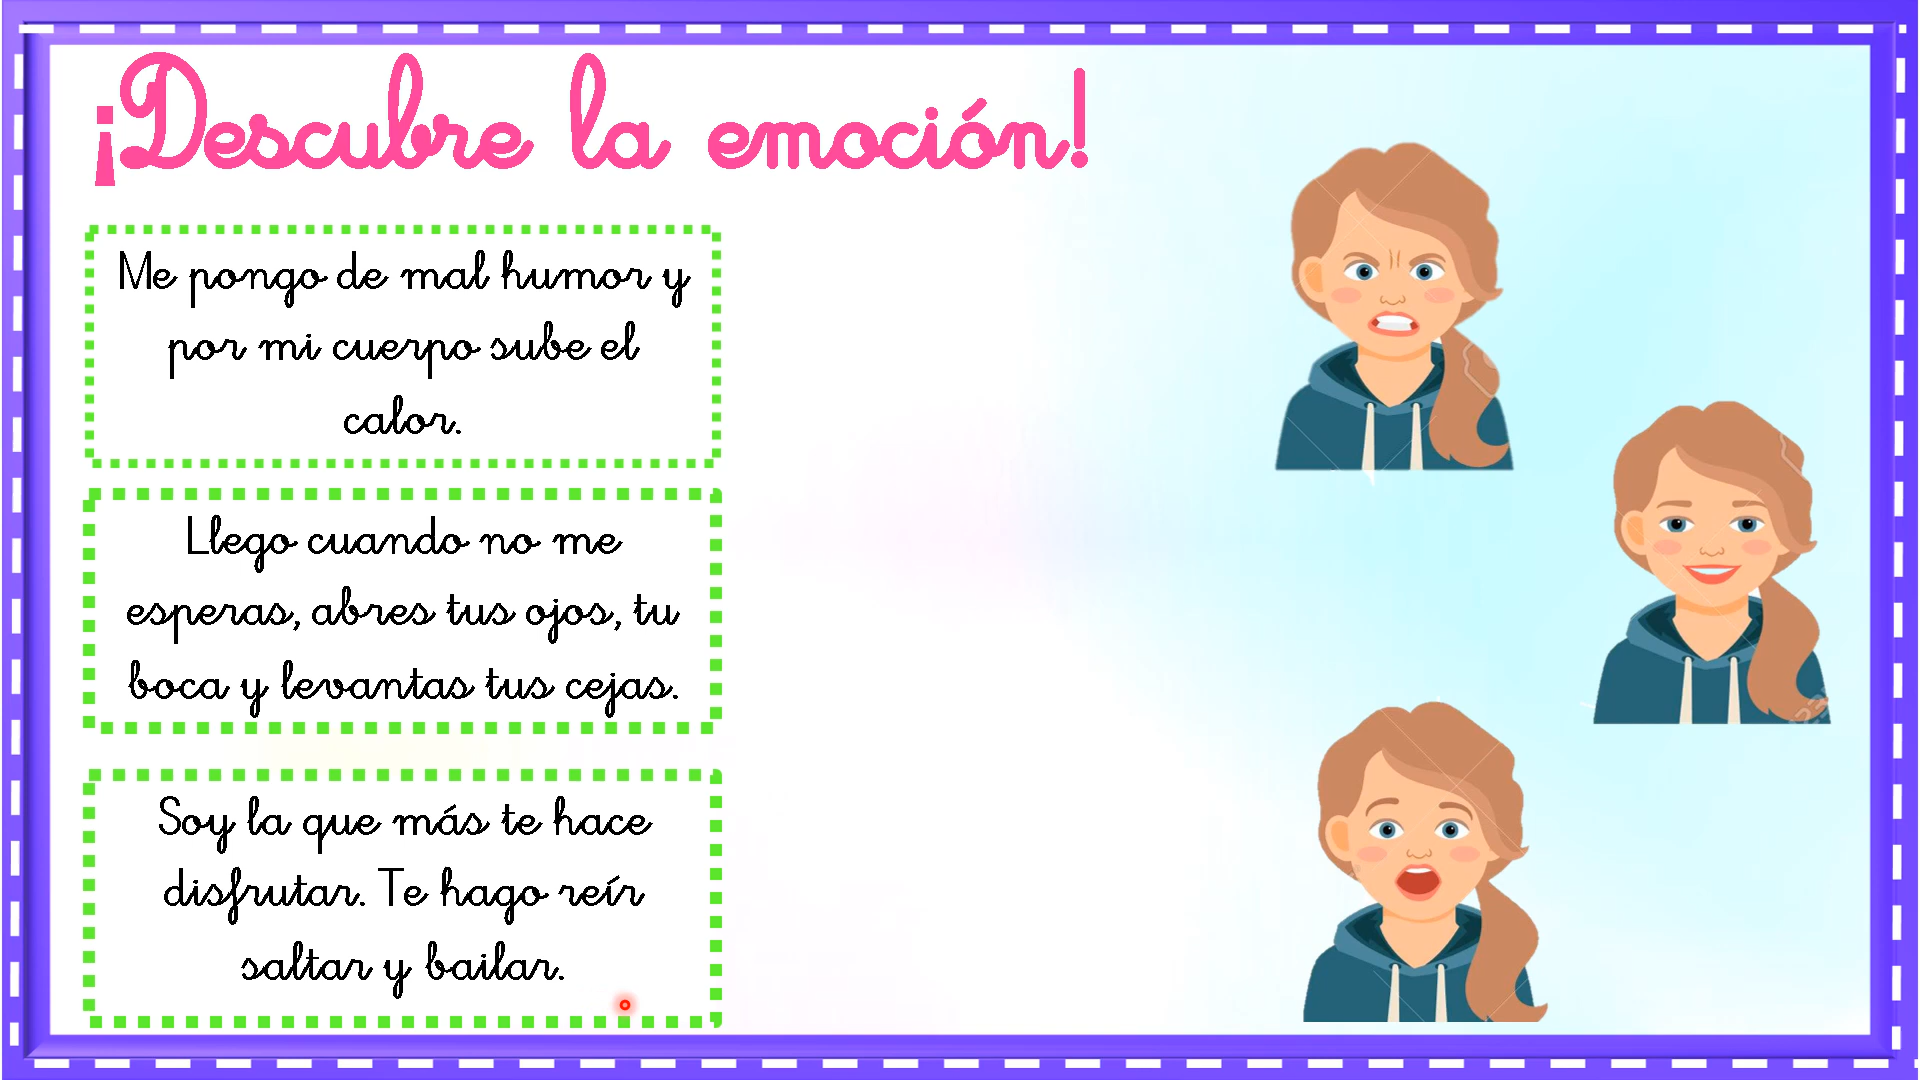 ¡Descubre la emoción!
Me pongo de mal humor y
por mi cuerpo sube el
calor.
Llego cuando no me
esperas, abres tus ojos, tu
boca y levantas tus cejas.
Soy la que más te hace
disfrutar. Te hago reír
saltar y bailar.